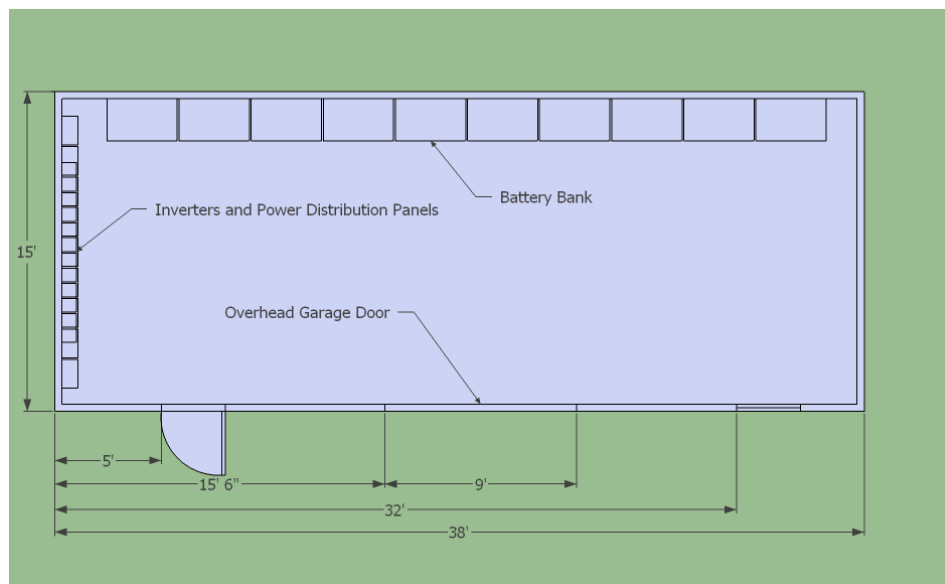 Battery Bank
Inverters and Power Distribution Panels
15'
Overhead Garage Door
5'
15' 6"
9'
32'
38'